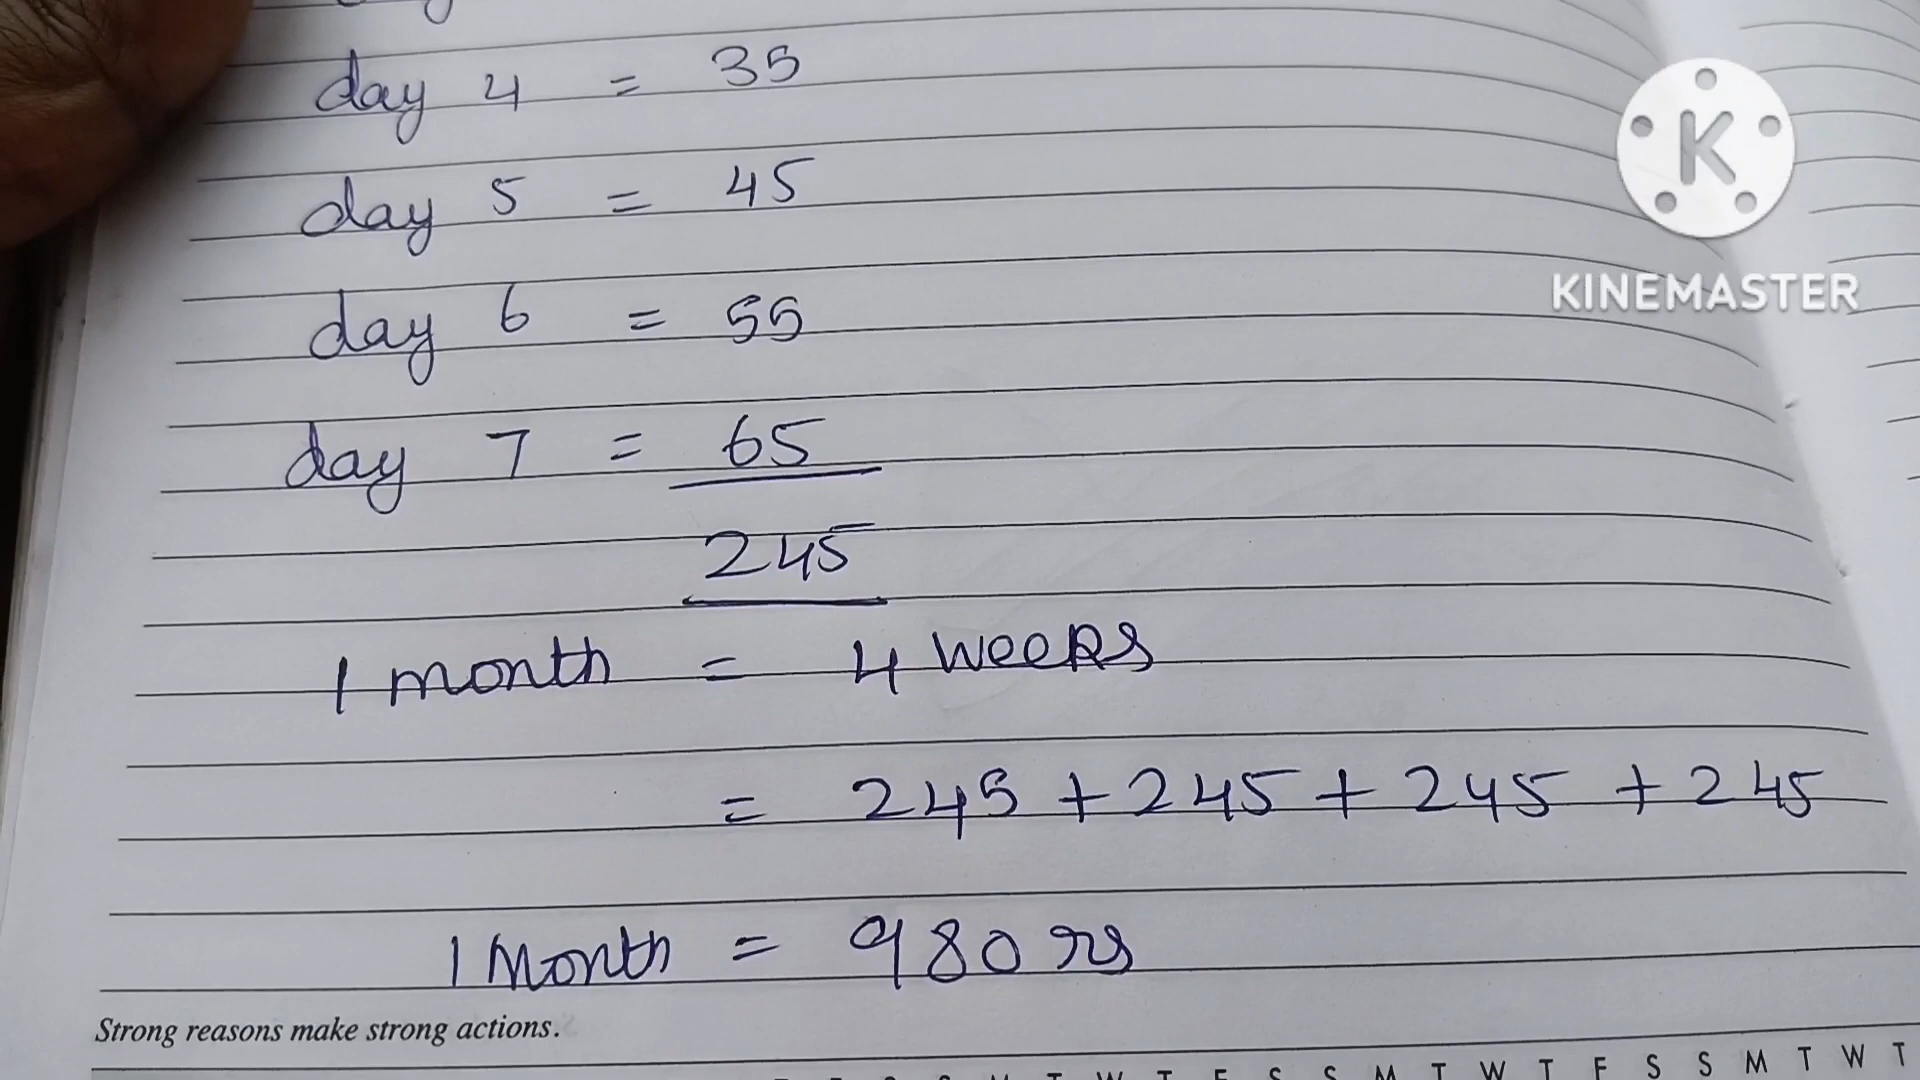 day 4 = 35
K
day 5 = 45
KINEMASTER
day 6 = 55
day 7 = 65
245
1 month = 4 weeks
= 245 + 245 + 245 + 245
1 Month = 980 rs
Strong reasons make strong actions.
S S M T W T F S S M T W T